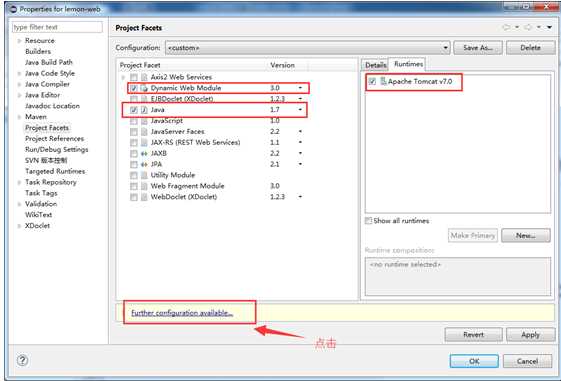 Properties for lemon-web
type filter text
Resource
Builders
Java Build Path
Java Code Style
Java Compiler
Java Editor
Javadoc Location
Maven
Project Facets
Project References
Run/Debug Settings
SVN 版本控制
Targeted Runtimes
Task Repository
Task Tags
Validation
WikiText
XDoclet
Project Facets
Configuration: <custom> Save As... Delete
Project Facet Version
Axis2 Web Services
Dynamic Web Module 3.0
EJBDoclet (XDoclet) 1.2.3
Java 1.7
JavaScript 1.0
JavaServer Faces 2.2
JAX-RS (REST Web Services) 1.1
JAXB 2.2
JPA 2.1
Utility Module
Web Fragment Module 3.0
WebDoclet (XDoclet) 1.2.3
Details Runtimes
Apache Tomcat v7.0
Show all runtimes
Make Primary New...
Runtime composition:
<no runtime selected>
Further configuration available...
点击
Revert Apply
OK Cancel